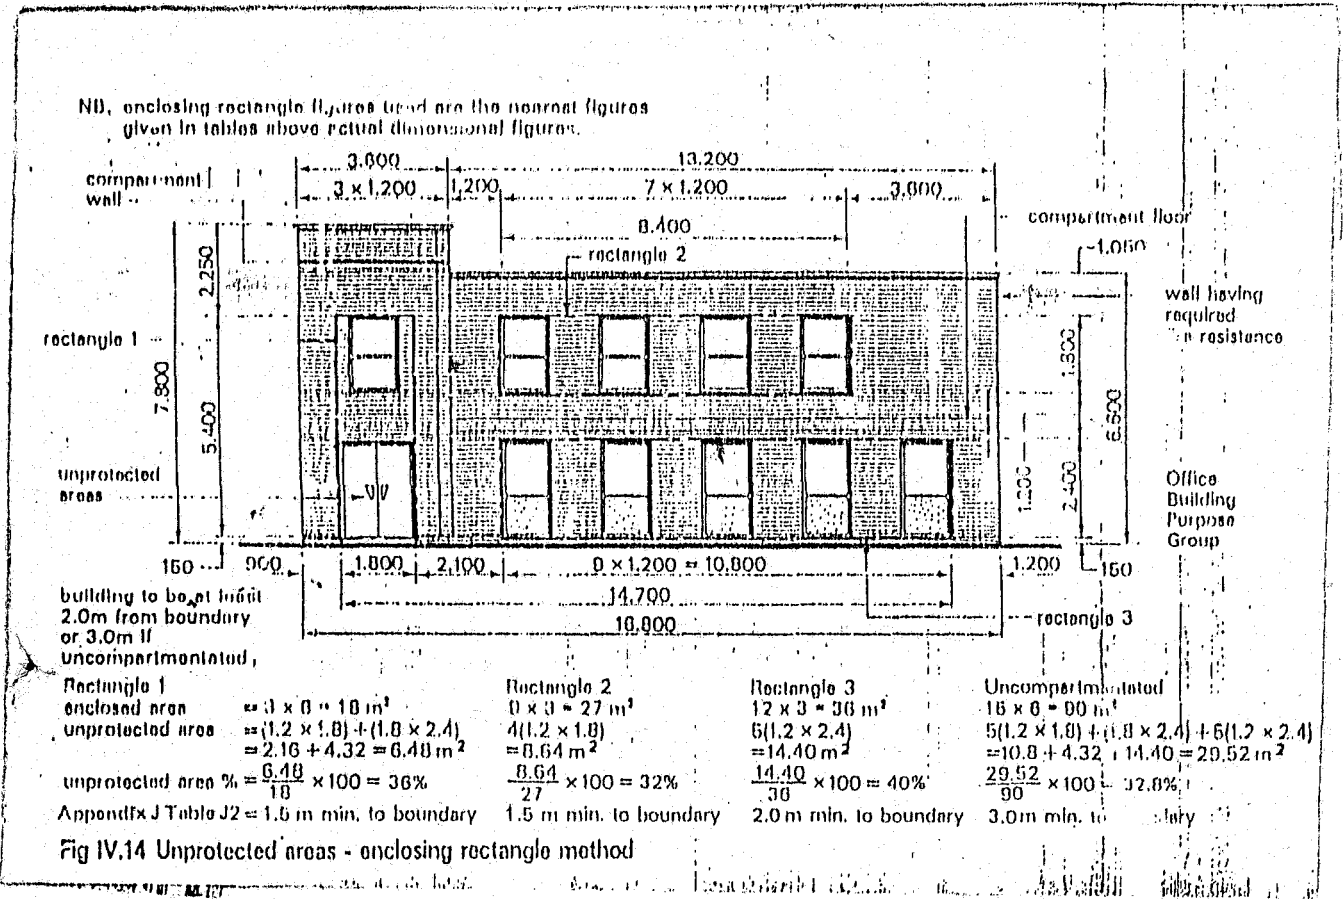 NB. enclosing rectangle figures used are the nearest figures
given in tables above actual dimensional figures.
3.600
13.200
compartment
wall
3 × 1.200
1.200
7 × 1.200
3.600
compartment floor
8.400
1.050
rectangle 2
2.250
wall having
required
resistance
rectangle 1
7.800
5.400
1.800
6.600
unprotected
areas
1.200
2.400
Office
Building
Purpose
Group
150
900
1.800
2.100
9 × 1.200 = 10.800
1.200
150
building to be at least
2.0m from boundary
or 3.0m if
uncompartmentated,
14.700
16.800
rectangle 3
Rectangle 1
enclosed area = 3 × 6 = 18 m²
unprotected area = (1.2 × 1.8) + (1.8 × 2.4)
= 2.16 + 4.32 = 6.48 m²
unprotected area % = 6.48/18 × 100 = 36%
Appendix J Table J2 = 1.5 m min. to boundary
Rectangle 2
9 × 3 = 27 m²
4(1.2 × 1.8)
= 8.64 m²
8.64/27 × 100 = 32%
1.5 m min. to boundary
Rectangle 3
12 × 3 = 36 m²
5(1.2 × 2.4)
= 14.40 m²
14.40/36 × 100 = 40%
2.0 m min. to boundary
Uncompartmentated
15 × 6 = 90 m²
5(1.2 × 1.8) + (1.8 × 2.4) + 5(1.2 × 2.4)
= 10.8 + 4.32 + 14.40 = 29.52 m²
29.52/90 × 100 = 32.8%
3.0 m min. to
Fig IV.14 Unprotected areas - enclosing rectangle method